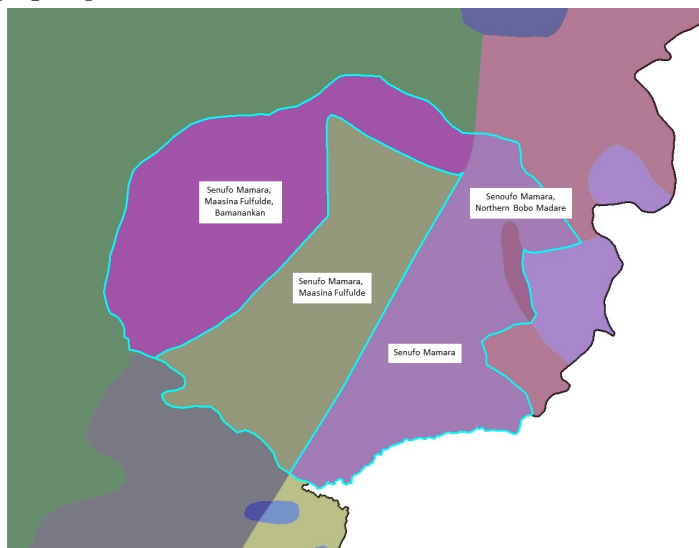 Senufo Mamara,
Maasina Fulfulde,
Bamanankan
Senoufo Mamara,
Northern Bobo Madare
Senufo Mamara,
Maasina Fulfulde
Senufo Mamara